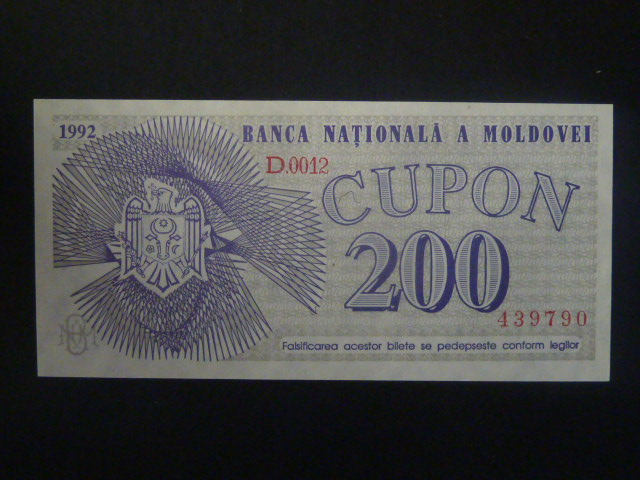 1992
BANCA NAȚIONALĂ A MOLDOVEI
D.0012
CUPON
200
439790
Falsificarea acestor bilete se pedepseste conform legilor